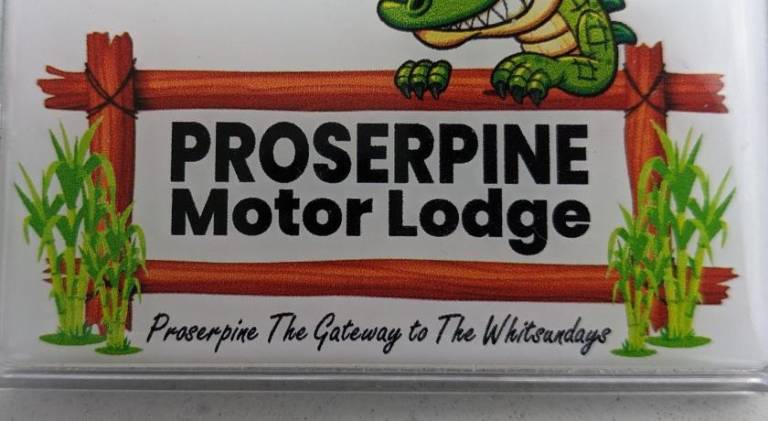 PROSERPINE
Motor Lodge
Proserpine The Gateway to The Whitsundays